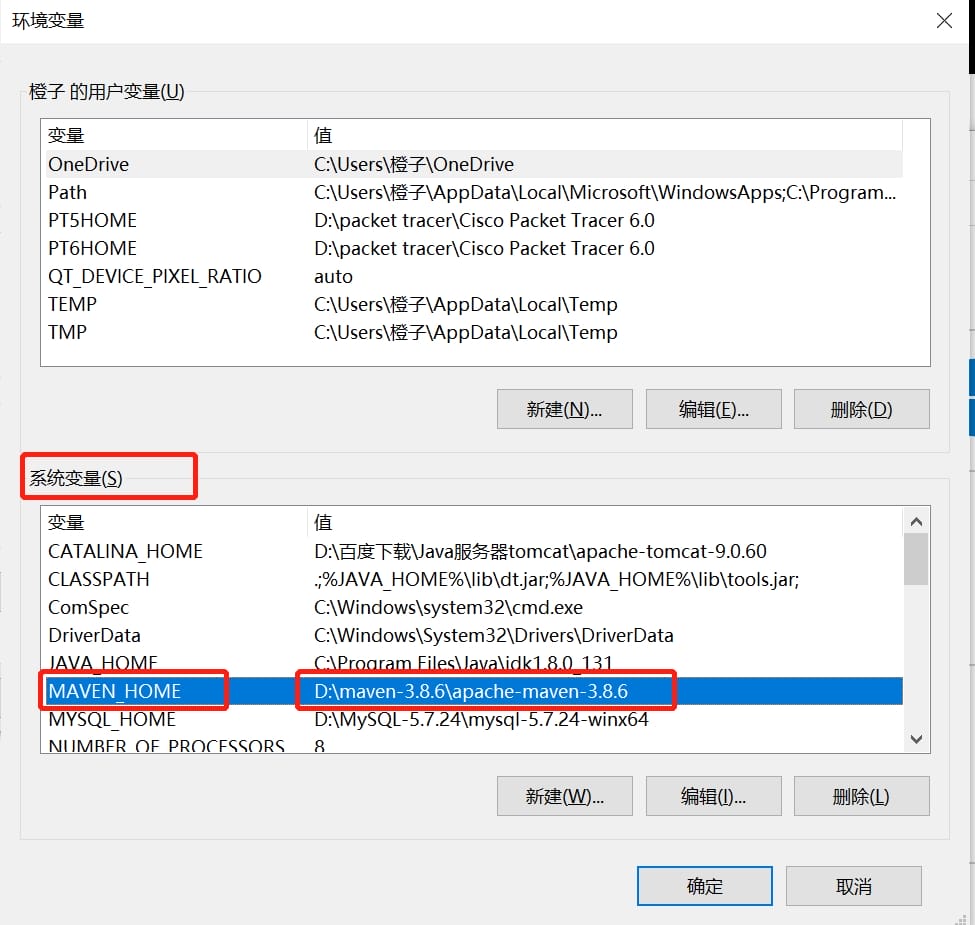 环境变量
橙子 的用户变量(U)
变量 值
OneDrive C:\Users\橙子\OneDrive
Path C:\Users\橙子\AppData\Local\Microsoft\WindowsApps;C:\Program...
PT5HOME D:\packet tracer\Cisco Packet Tracer 6.0
PT6HOME D:\packet tracer\Cisco Packet Tracer 6.0
QT_DEVICE_PIXEL_RATIO auto
TEMP C:\Users\橙子\AppData\Local\Temp
TMP C:\Users\橙子\AppData\Local\Temp
新建(N)... 编辑(E)... 删除(D)
系统变量(S)
变量 值
CATALINA_HOME D:\百度下载\Java服务器tomcat\apache-tomcat-9.0.60
CLASSPATH .;%JAVA_HOME%\lib\dt.jar;%JAVA_HOME%\lib\tools.jar;
ComSpec C:\Windows\system32\cmd.exe
DriverData C:\Windows\System32\Drivers\DriverData
JAVA_HOME C:\Program Files\Java\jdk1.8.0_131
MAVEN_HOME D:\maven-3.8.6\apache-maven-3.8.6
MYSQL_HOME D:\MySQL-5.7.24\mysql-5.7.24-winx64
NUMBER_OF_PROCESSORS 8
新建(W)... 编辑(I)... 删除(L)
确定 取消